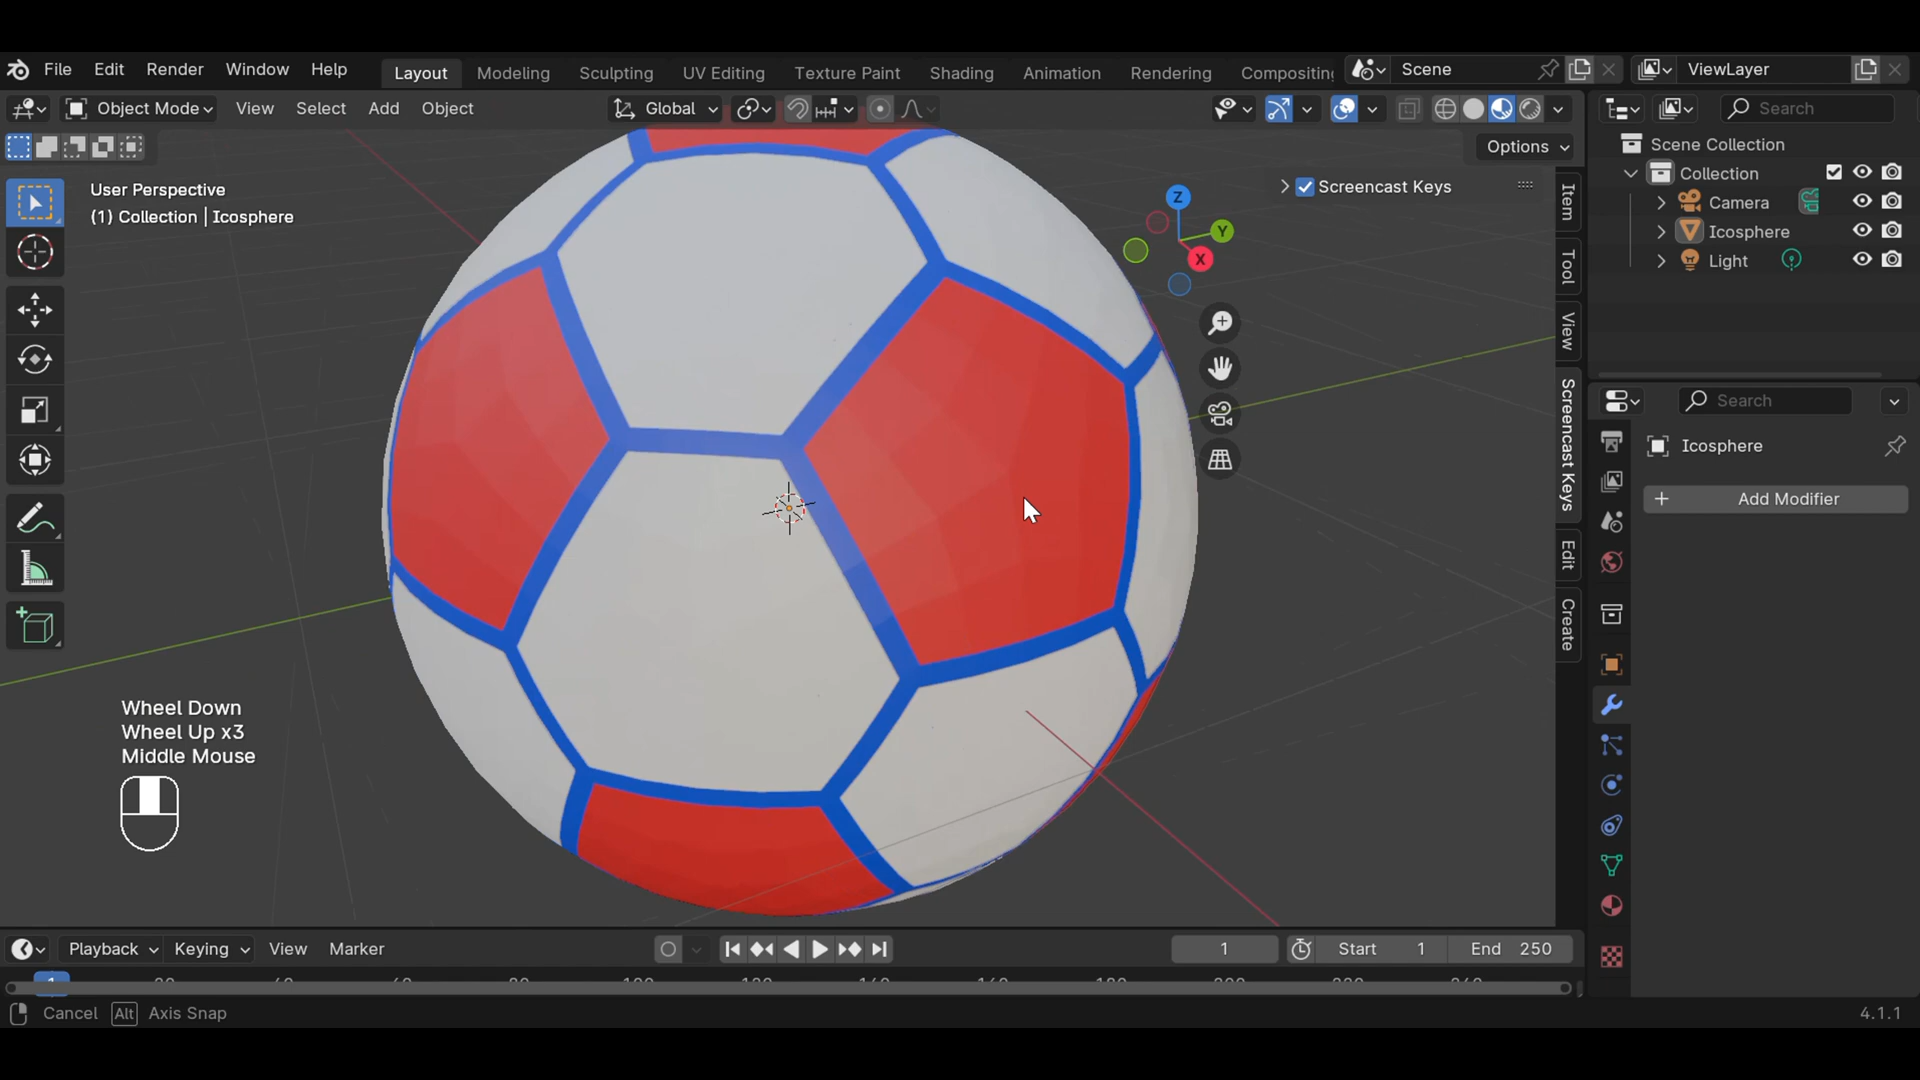 File Edit Render Window Help Layout Modeling Sculpting UV Editing Texture Paint Shading Animation Rendering Compositing Scene ViewLayer
Object Mode View Select Add Object Global Search
Options
Scene Collection
Collection
Camera
Icosphere
Light
User Perspective
(1) Collection | Icosphere
Screencast Keys
Z
Y
X
Item
Tool
View
Screencast Keys
Edit
Create
Search
Icosphere
Add Modifier
Wheel Down
Wheel Up x3
Middle Mouse
Playback Keying View Marker 1 Start 1 End 250
1
Cancel Alt Axis Snap 4.1.1